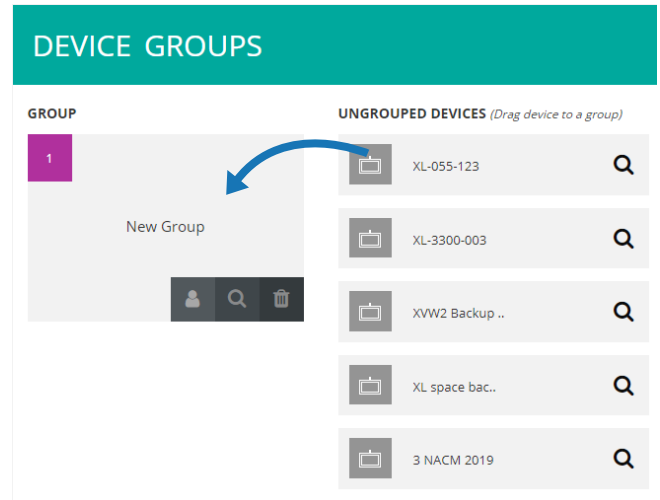 DEVICE GROUPS
GROUP
1
New Group
UNGROUPED DEVICES (Drag device to a group)
XL-055-123
XL-3300-003
XVW2 Backup ..
XL space bac..
3 NACM 2019